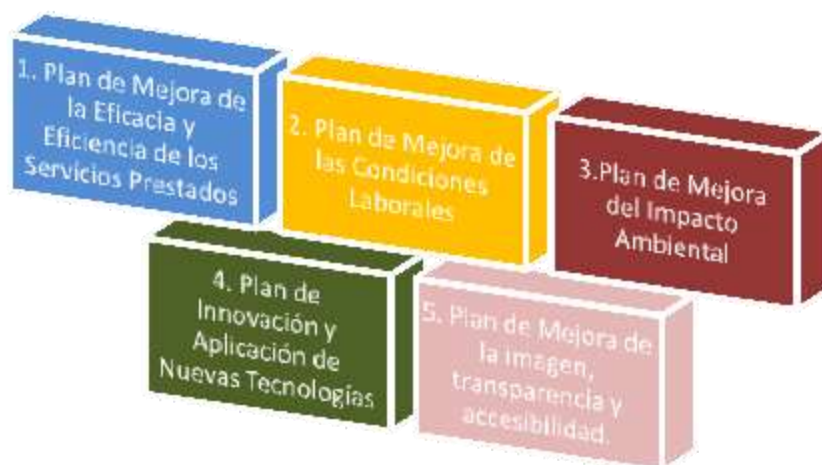 1. Plan de Mejora de
la Eficacia y
Eficiencia de los
Servicios Prestados
2. Plan de Mejora de
las Condiciones
Laborales
3.Plan de Mejora
del Impacto
Ambiental
4. Plan de
Innovación y
Aplicación de
Nuevas Tecnologías
5. Plan de Mejora de
la imagen,
transparencia y
accesibilidad.